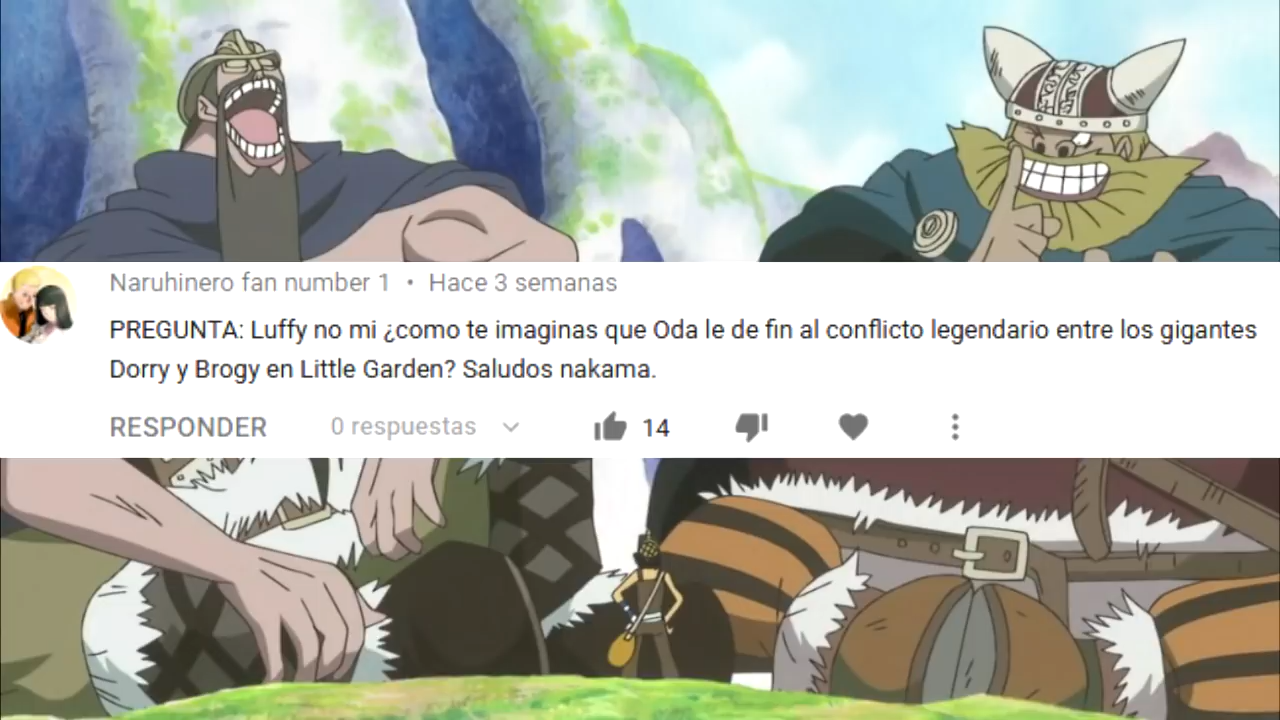 Naruhinero fan number 1 • Hace 3 semanas
PREGUNTA: Luffy no mi ¿como te imaginas que Oda le de fin al conflicto legendario entre los gigantes
Dorry y Brogy en Little Garden? Saludos nakama.
RESPONDER 0 respuestas 14